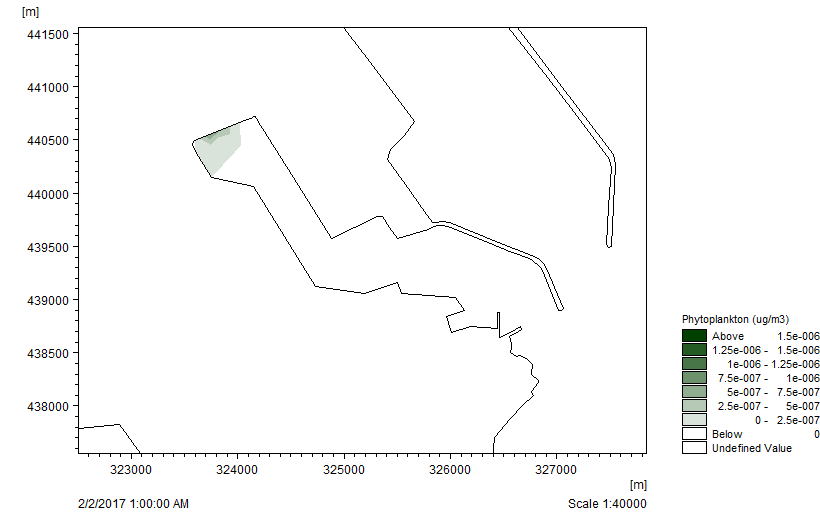 [m]
441500
441000
440500
440000
439500
439000
438500
438000
323000 324000 325000 326000 327000
[m]
2/2/2017 1:00:00 AM Scale 1:40000
Phytoplankton (ug/m3)
Above 1.5e-006
1.25e-006 - 1.5e-006
1e-006 - 1.25e-006
7.5e-007 - 1e-006
5e-007 - 7.5e-007
2.5e-007 - 5e-007
0 - 2.5e-007
Below 0
Undefined Value